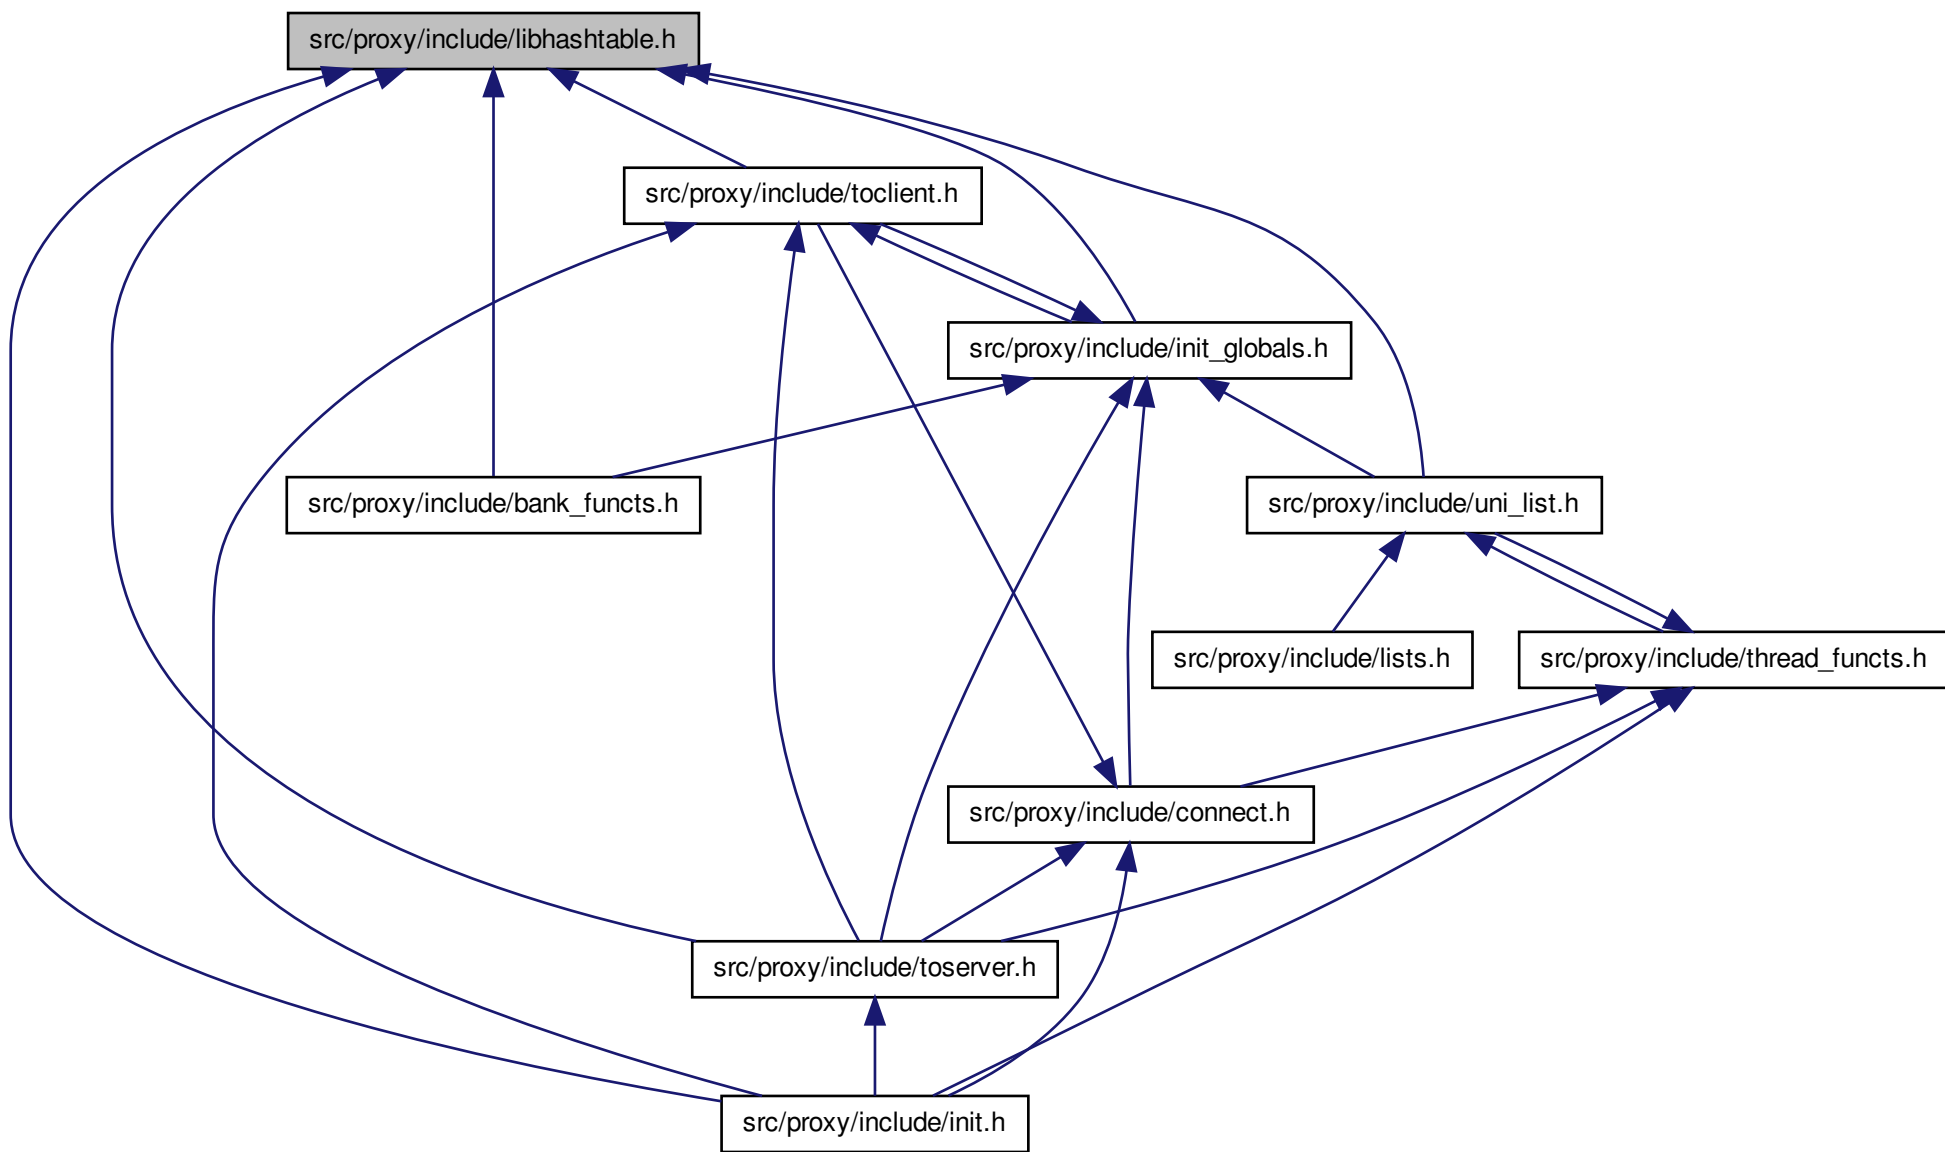 src/proxy/include/libhashtable.h
src/proxy/include/toclient.h
src/proxy/include/init_globals.h
src/proxy/include/bank_functs.h
src/proxy/include/uni_list.h
src/proxy/include/lists.h
src/proxy/include/thread_functs.h
src/proxy/include/connect.h
src/proxy/include/toserver.h
src/proxy/include/init.h